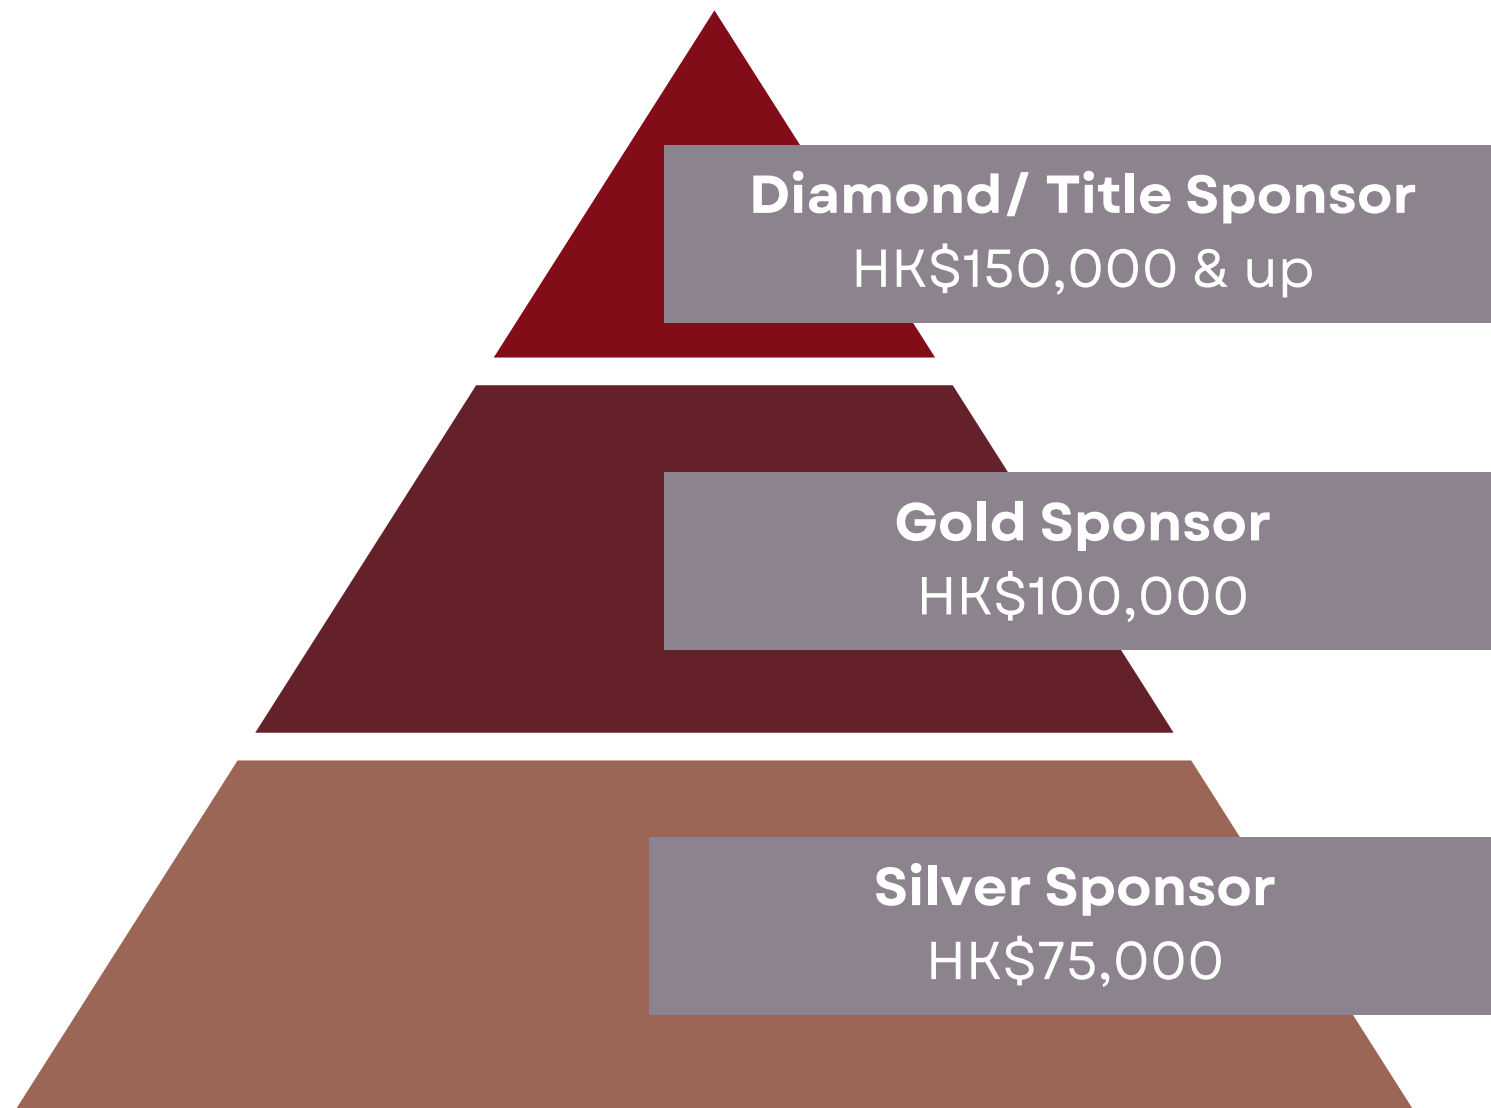 Diamond/ Title Sponsor
HK$150,000 & up
Gold Sponsor
HK$100,000
Silver Sponsor
HK$75,000